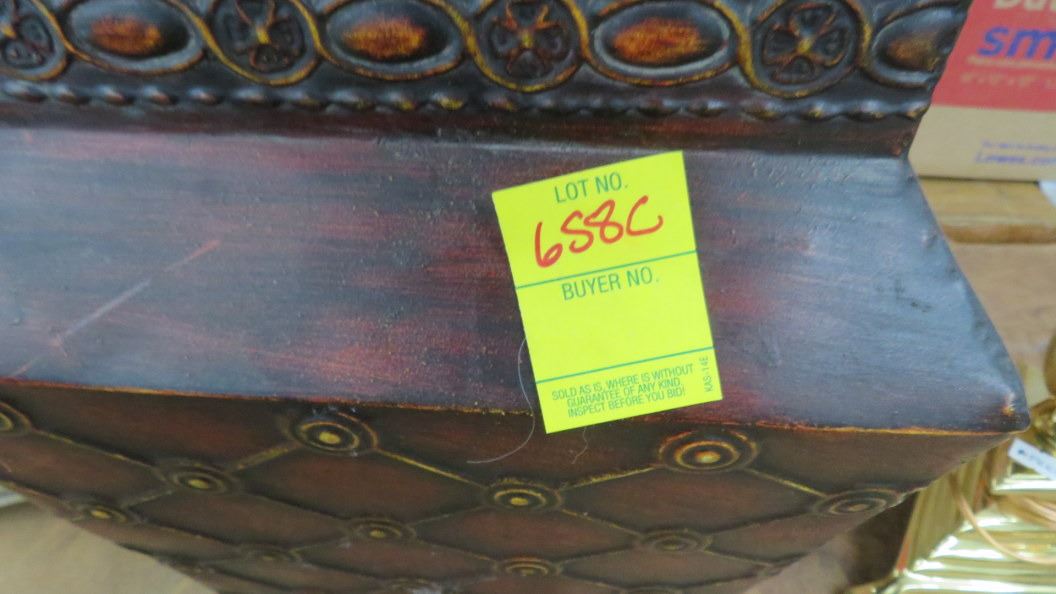 LOT NO.
658C
BUYER NO.
SOLD AS IS, WHERE IS WITHOUT
GUARANTEE OF ANY KIND.
INSPECT BEFORE YOU BID!
KAS-14E
sm